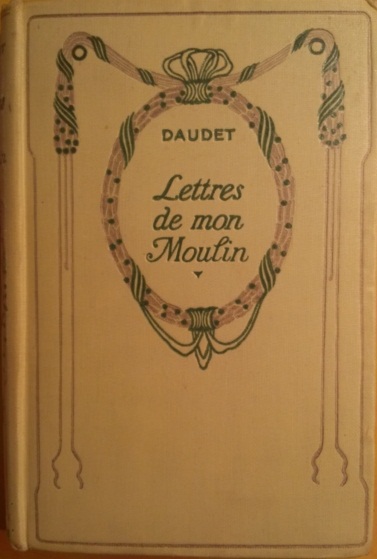 DAUDET
Lettres
de mon
Moulin